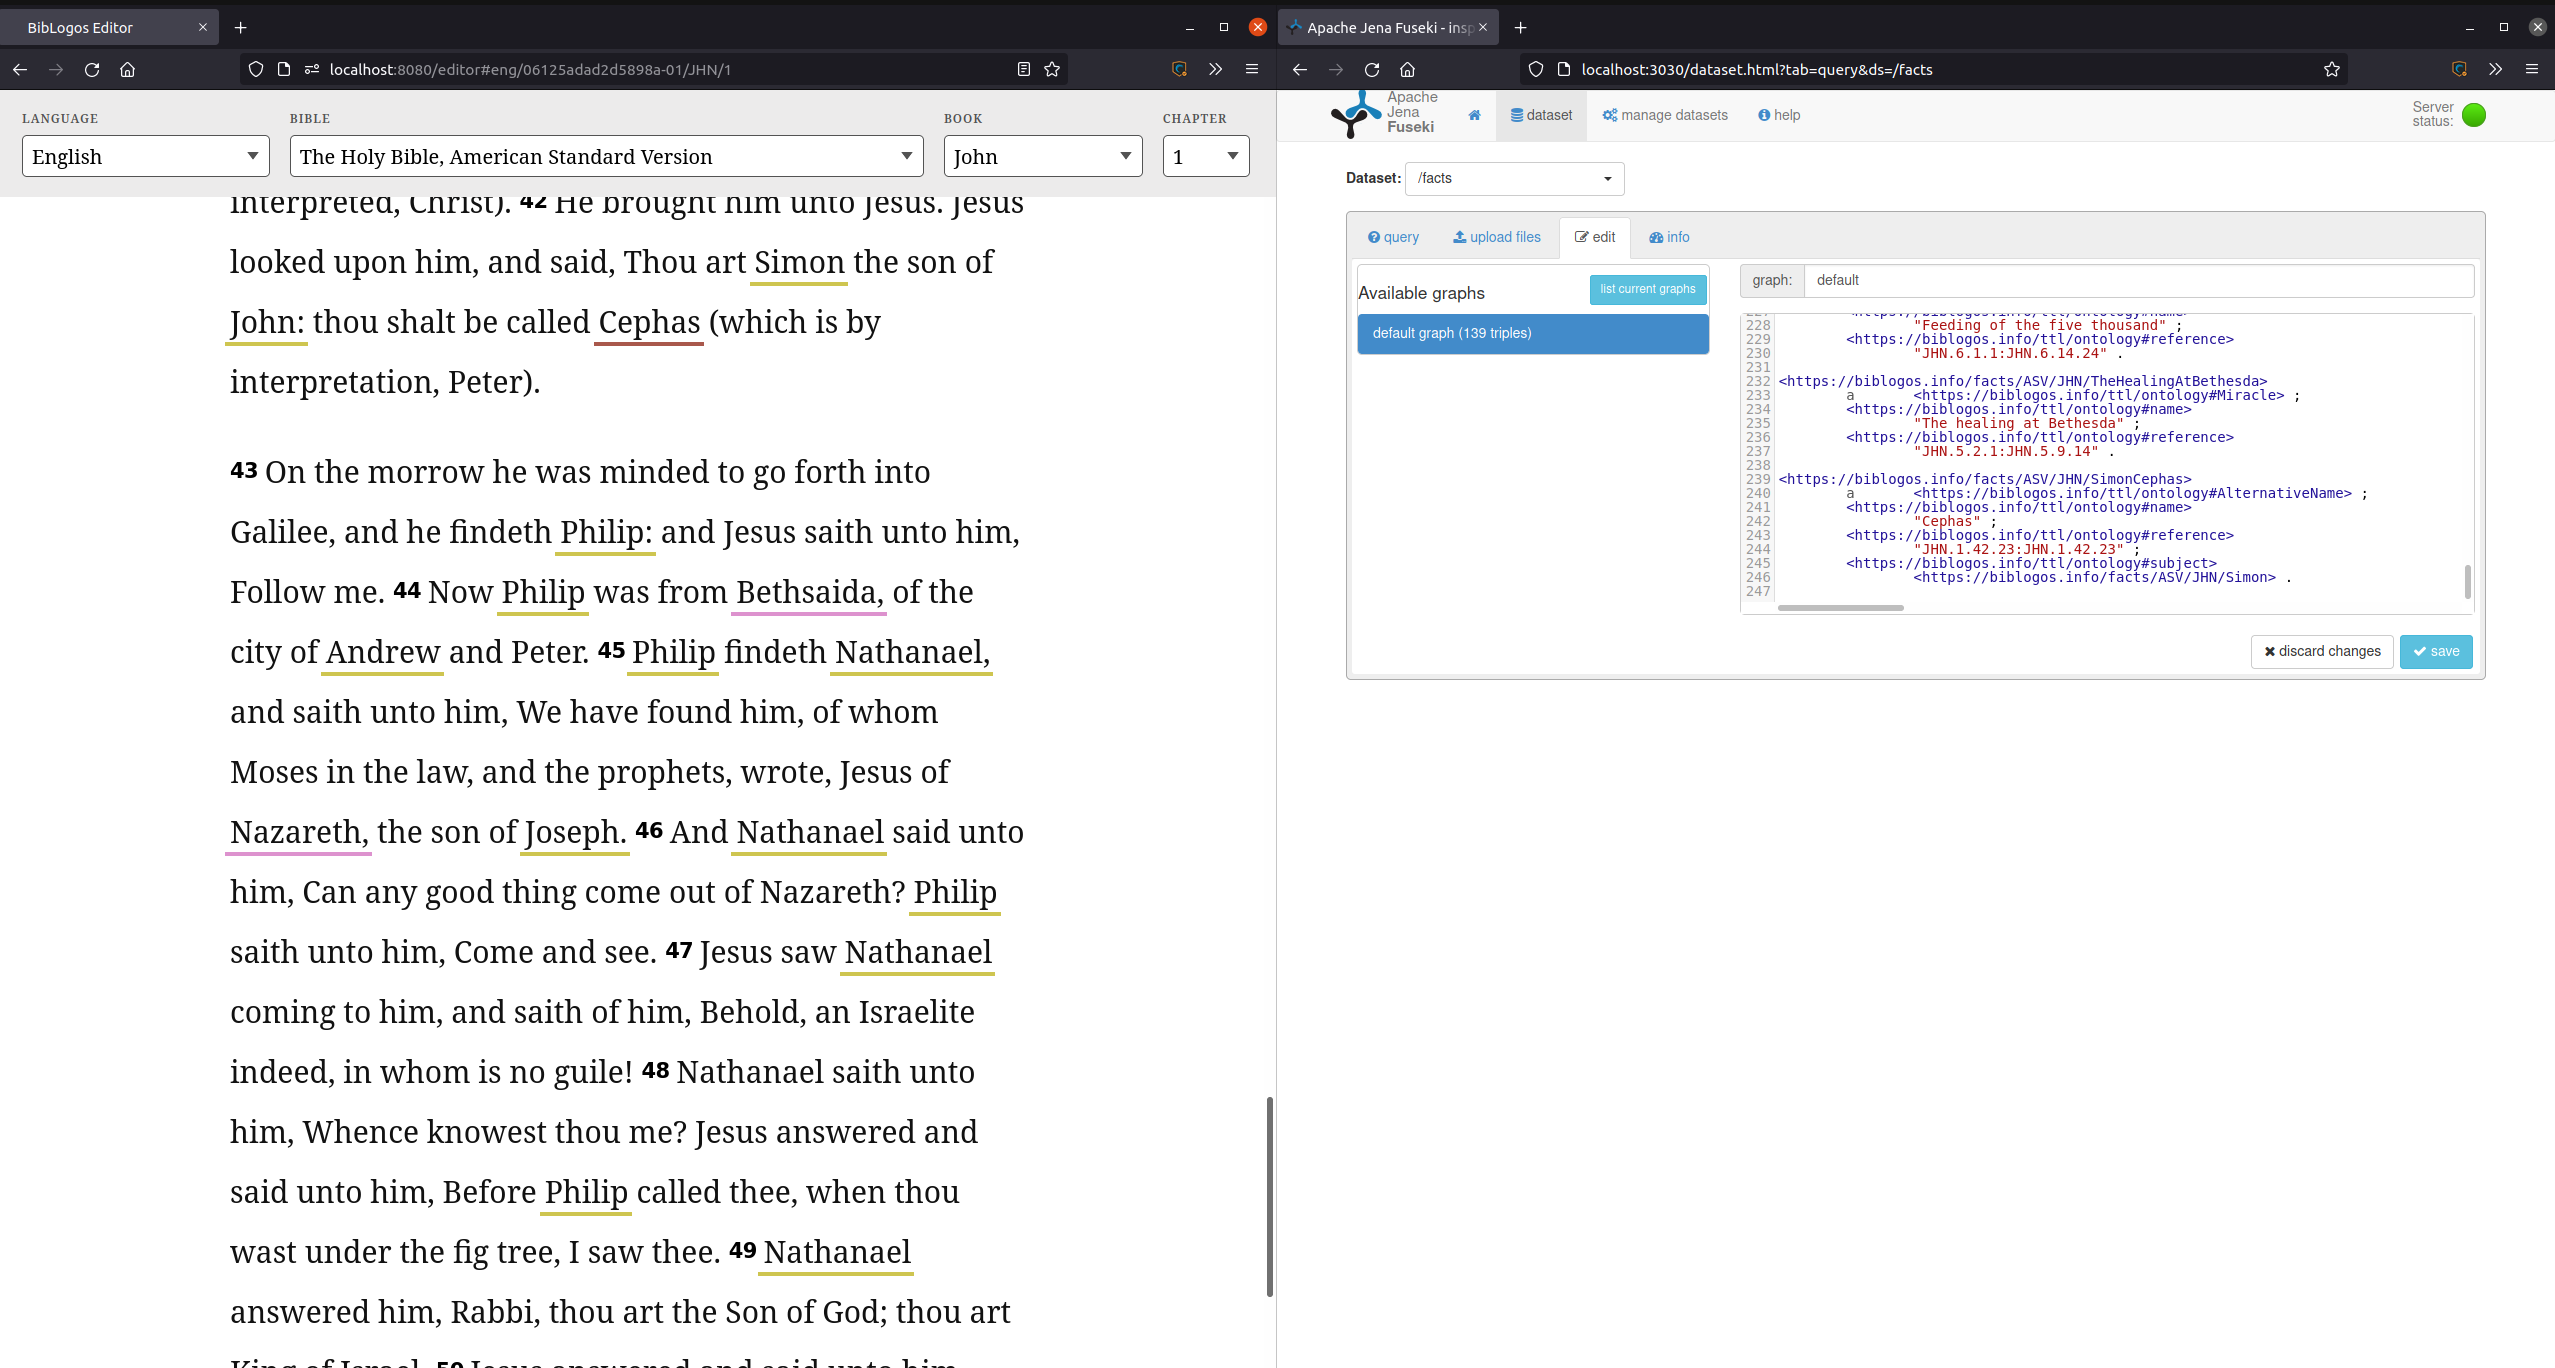 BibLogos Editor
localhost:8080/editor#eng/06125adad2d5898a-01/JHN/1
LANGUAGE BIBLE BOOK CHAPTER
English The Holy Bible, American Standard Version John 1
interpreted, Christ). 42 He brought him unto Jesus. Jesus
looked upon him, and said, Thou art Simon the son of
John: thou shalt be called Cephas (which is by
interpretation, Peter).
43 On the morrow he was minded to go forth into
Galilee, and he findeth Philip: and Jesus saith unto him,
Follow me. 44 Now Philip was from Bethsaida, of the
city of Andrew and Peter. 45 Philip findeth Nathanael,
and saith unto him, We have found him, of whom
Moses in the law, and the prophets, wrote, Jesus of
Nazareth, the son of Joseph. 46 And Nathanael said unto
him, Can any good thing come out of Nazareth? Philip
saith unto him, Come and see. 47 Jesus saw Nathanael
coming to him, and saith of him, Behold, an Israelite
indeed, in whom is no guile! 48 Nathanael saith unto
him, Whence knowest thou me? Jesus answered and
said unto him, Before Philip called thee, when thou
wast under the fig tree, I saw thee. 49 Nathanael
answered him, Rabbi, thou art the Son of God; thou art
King of Israel. 50 Jesus answered and said unto him,
Apache Jena Fuseki - insp
localhost:3030/dataset.html?tab=query&ds=/facts
Apache
Jena
Fuseki
dataset manage datasets help
Server
status:
Dataset: /facts
query upload files edit info
Available graphs list current graphs
default graph (139 triples)
graph: default
227 <https://biblogos.info/ttl/ontology#name>
228 "Feeding of the five thousand" ;
229 <https://biblogos.info/ttl/ontology#reference>
230 "JHN.6.1.1:JHN.6.14.24" .
231
232 <https://biblogos.info/facts/ASV/JHN/TheHealingAtBethesda>
233 a <https://biblogos.info/ttl/ontology#Miracle> ;
234 <https://biblogos.info/ttl/ontology#name>
235 "The healing at Bethesda" ;
236 <https://biblogos.info/ttl/ontology#reference>
237 "JHN.5.2.1:JHN.5.9.14" .
238
239 <https://biblogos.info/facts/ASV/JHN/SimonCephas>
240 a <https://biblogos.info/ttl/ontology#AlternativeName> ;
241 <https://biblogos.info/ttl/ontology#name>
242 "Cephas" ;
243 <https://biblogos.info/ttl/ontology#reference>
244 "JHN.1.42.23:JHN.1.42.23" ;
245 <https://biblogos.info/ttl/ontology#subject>
246 <https://biblogos.info/facts/ASV/JHN/Simon> .
247
discard changes save